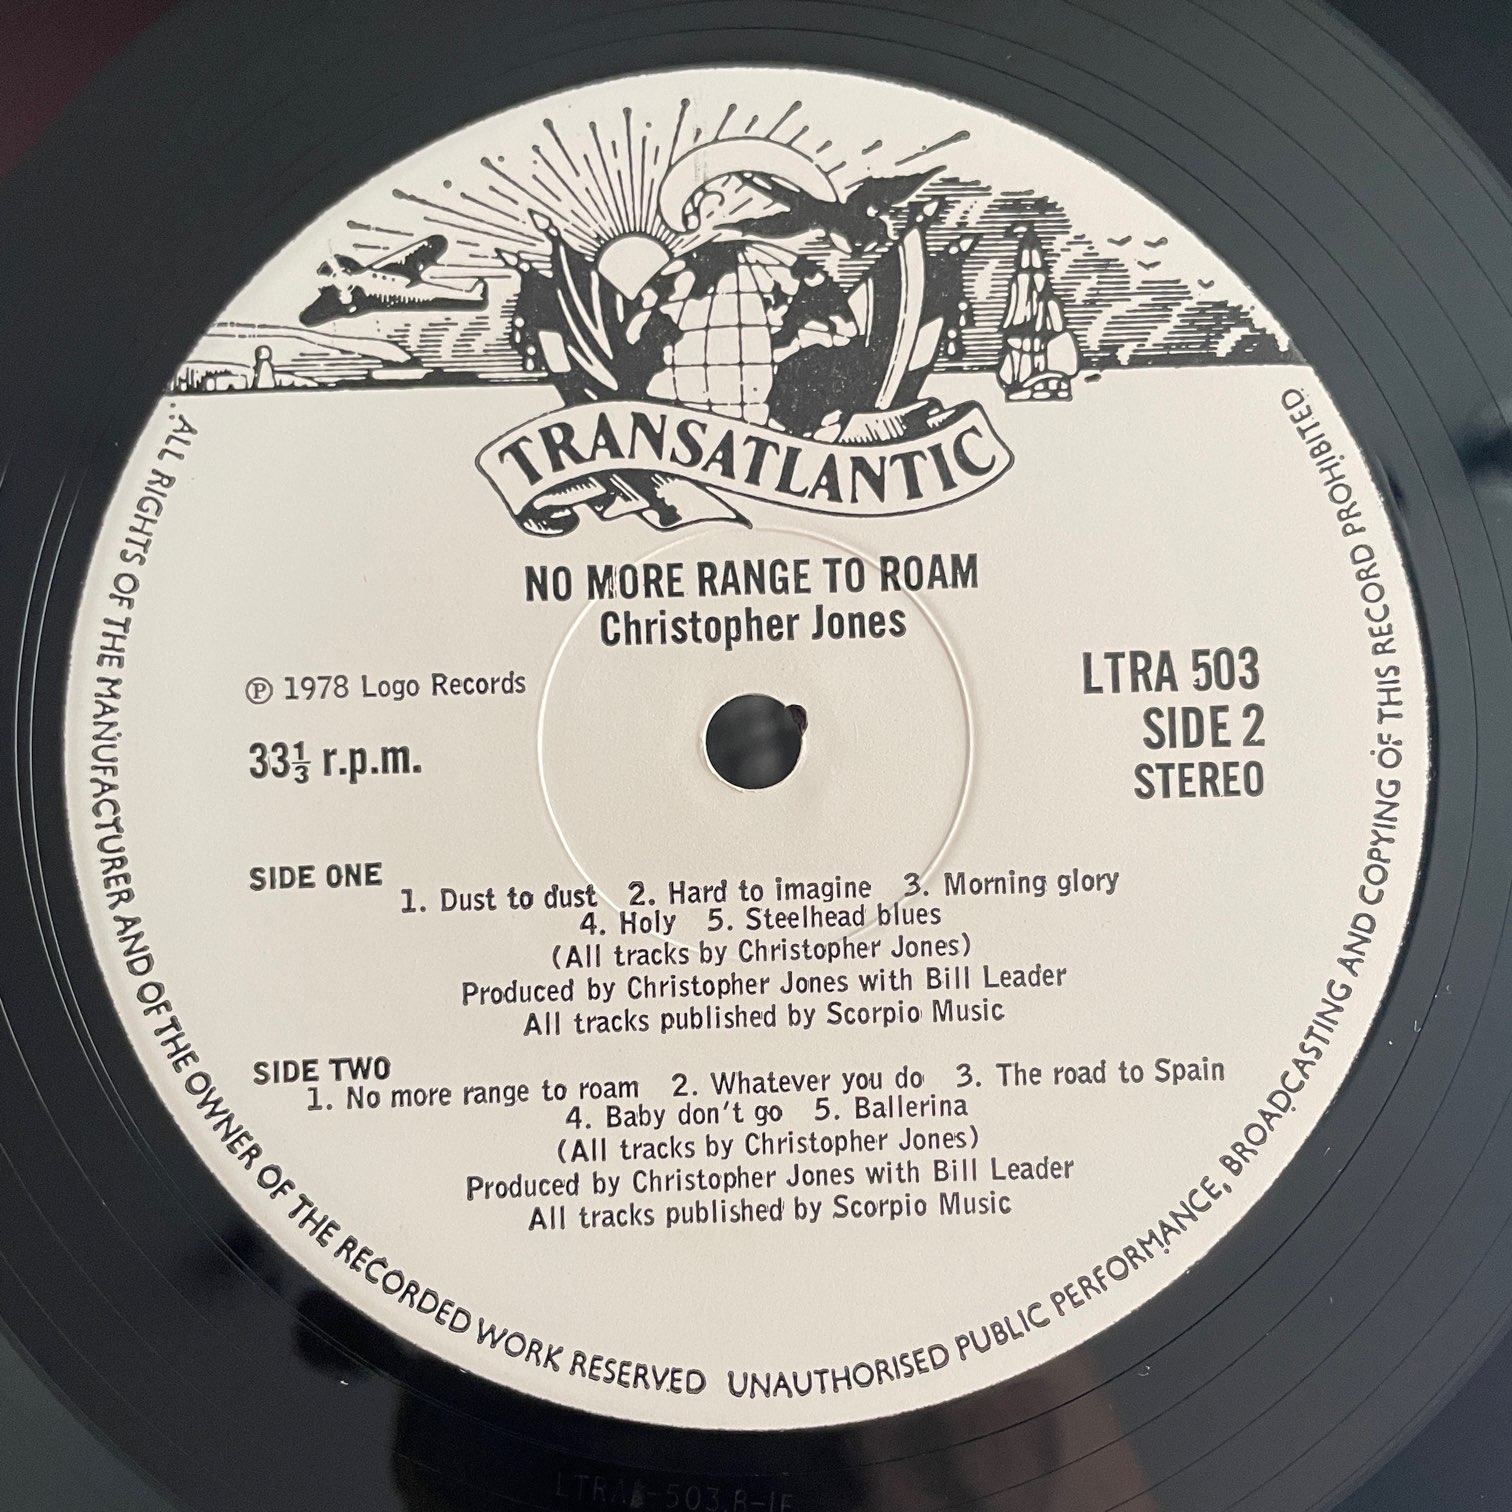 TRANSATLANTIC
NO MORE RANGE TO ROAM
Christopher Jones
℗ 1978 Logo Records
33⅓ r.p.m.
LTRA 503
SIDE 2
STEREO
SIDE ONE
1. Dust to dust 2. Hard to imagine 3. Morning glory
4. Holy 5. Steelhead blues
(All tracks by Christopher Jones)
Produced by Christopher Jones with Bill Leader
All tracks published by Scorpio Music
SIDE TWO
1. No more range to roam 2. Whatever you do 3. The road to Spain
4. Baby don't go 5. Ballerina
(All tracks by Christopher Jones)
Produced by Christopher Jones with Bill Leader
All tracks published by Scorpio Music
ALL RIGHTS OF THE MANUFACTURER AND OF THE OWNER OF THE RECORDED WORK RESERVED UNAUTHORISED PUBLIC PERFORMANCE, BROADCASTING AND COPYING OF THIS RECORD PROHIBITED